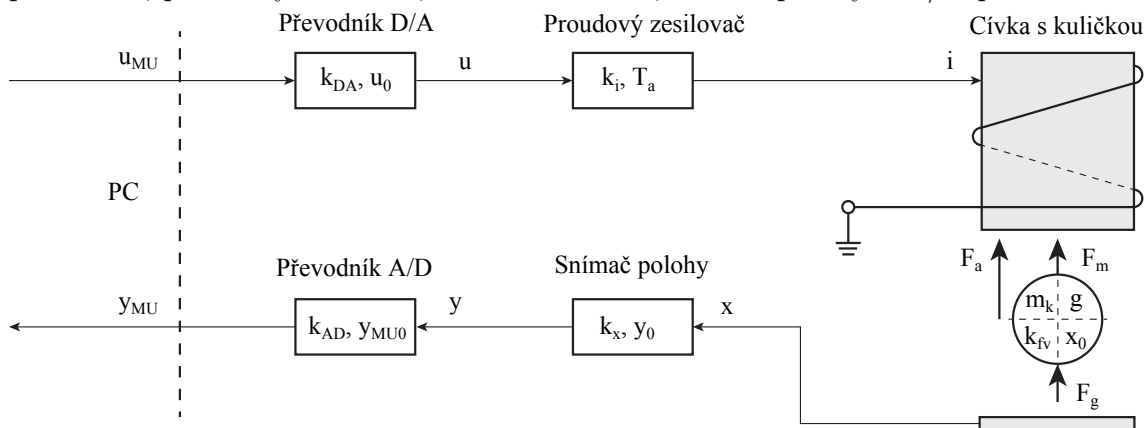 Převodník D/A
Proudový zesilovač
Cívka s kuličkou
u_MU
k_DA, u_0
u
k_i, T_a
i
PC
Převodník A/D
Snímač polohy
F_a
F_m
y_MU
k_AD, y_MU0
y
k_x, y_0
x
m_k
g
k_fv
x_0
F_g